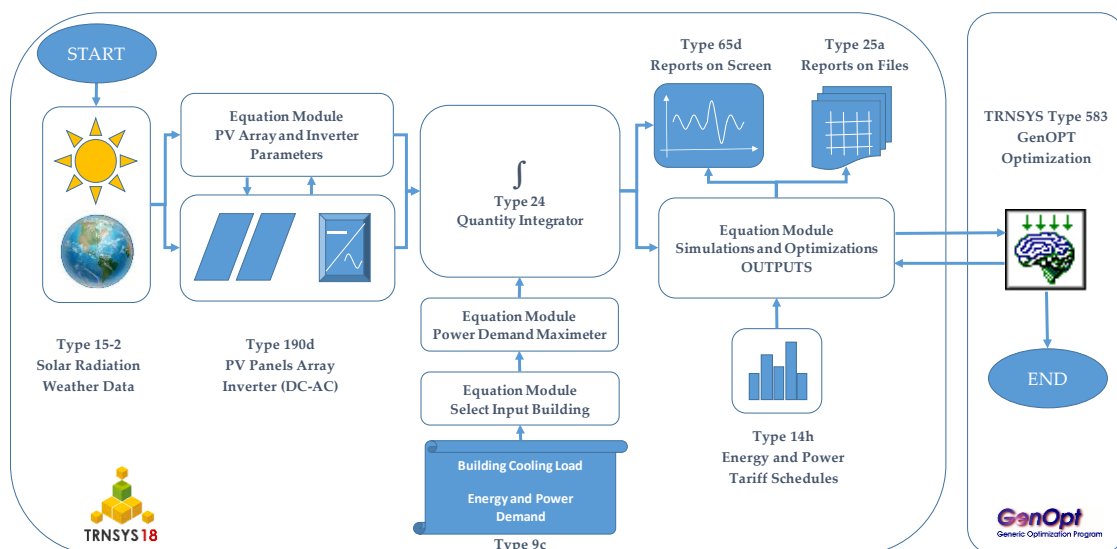 START
Type 65d
Reports on Screen
Type 25a
Reports on Files
Equation Module
PV Array and Inverter
Parameters
TRNSYS Type 583
GenOPT
Optimization
∫
Type 24
Quantity Integrator
Equation Module
Simulations and Optimizations
OUTPUTS
Equation Module
Power Demand Maximeter
Type 15-2
Solar Radiation
Weather Data
Type 190d
PV Panels Array
Inverter (DC-AC)
Equation Module
Select Input Building
END
Type 14h
Energy and Power
Tariff Schedules
Building Cooling Load
Energy and Power
Demand
Type 9c
TRNSYS18
GenOpt
Generic Optimization Program